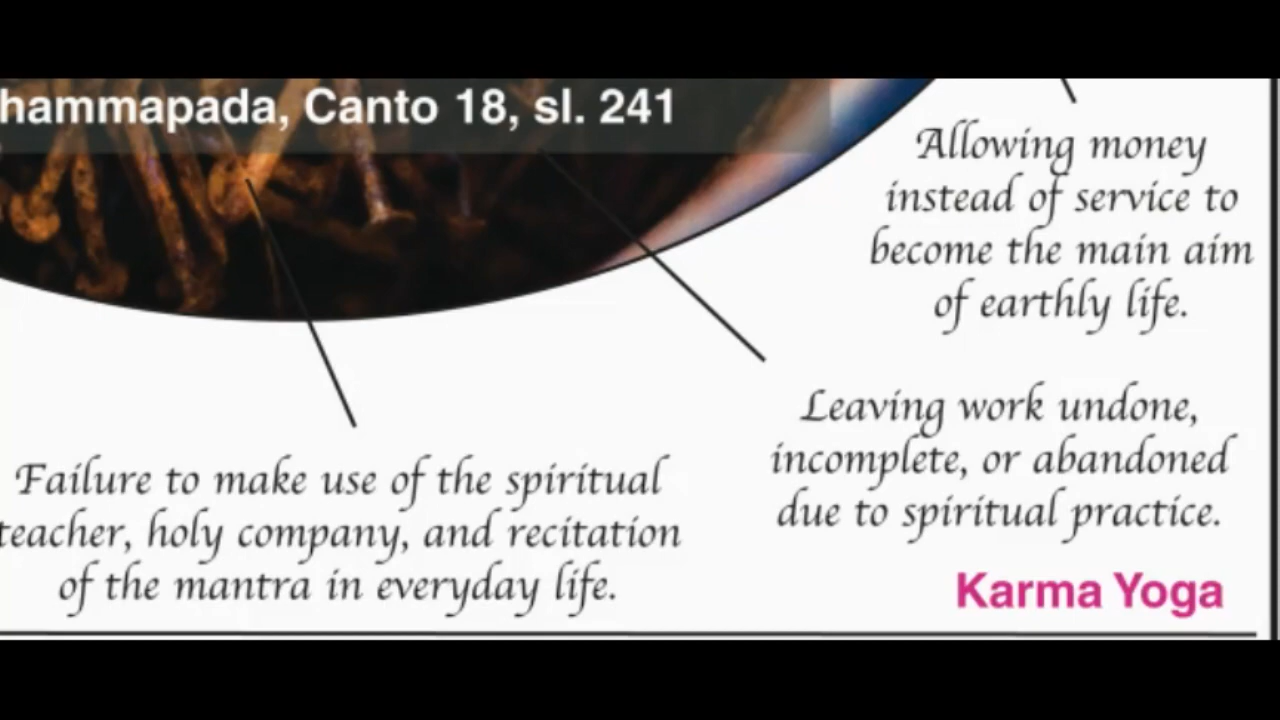 hammapada, Canto 18, sl. 241
Allowing money
instead of service to
become the main aim
of earthly life.
Leaving work undone,
incomplete, or abandoned
due to spiritual practice.
Failure to make use of the spiritual
teacher, holy company, and recitation
of the mantra in everyday life.
Karma Yoga